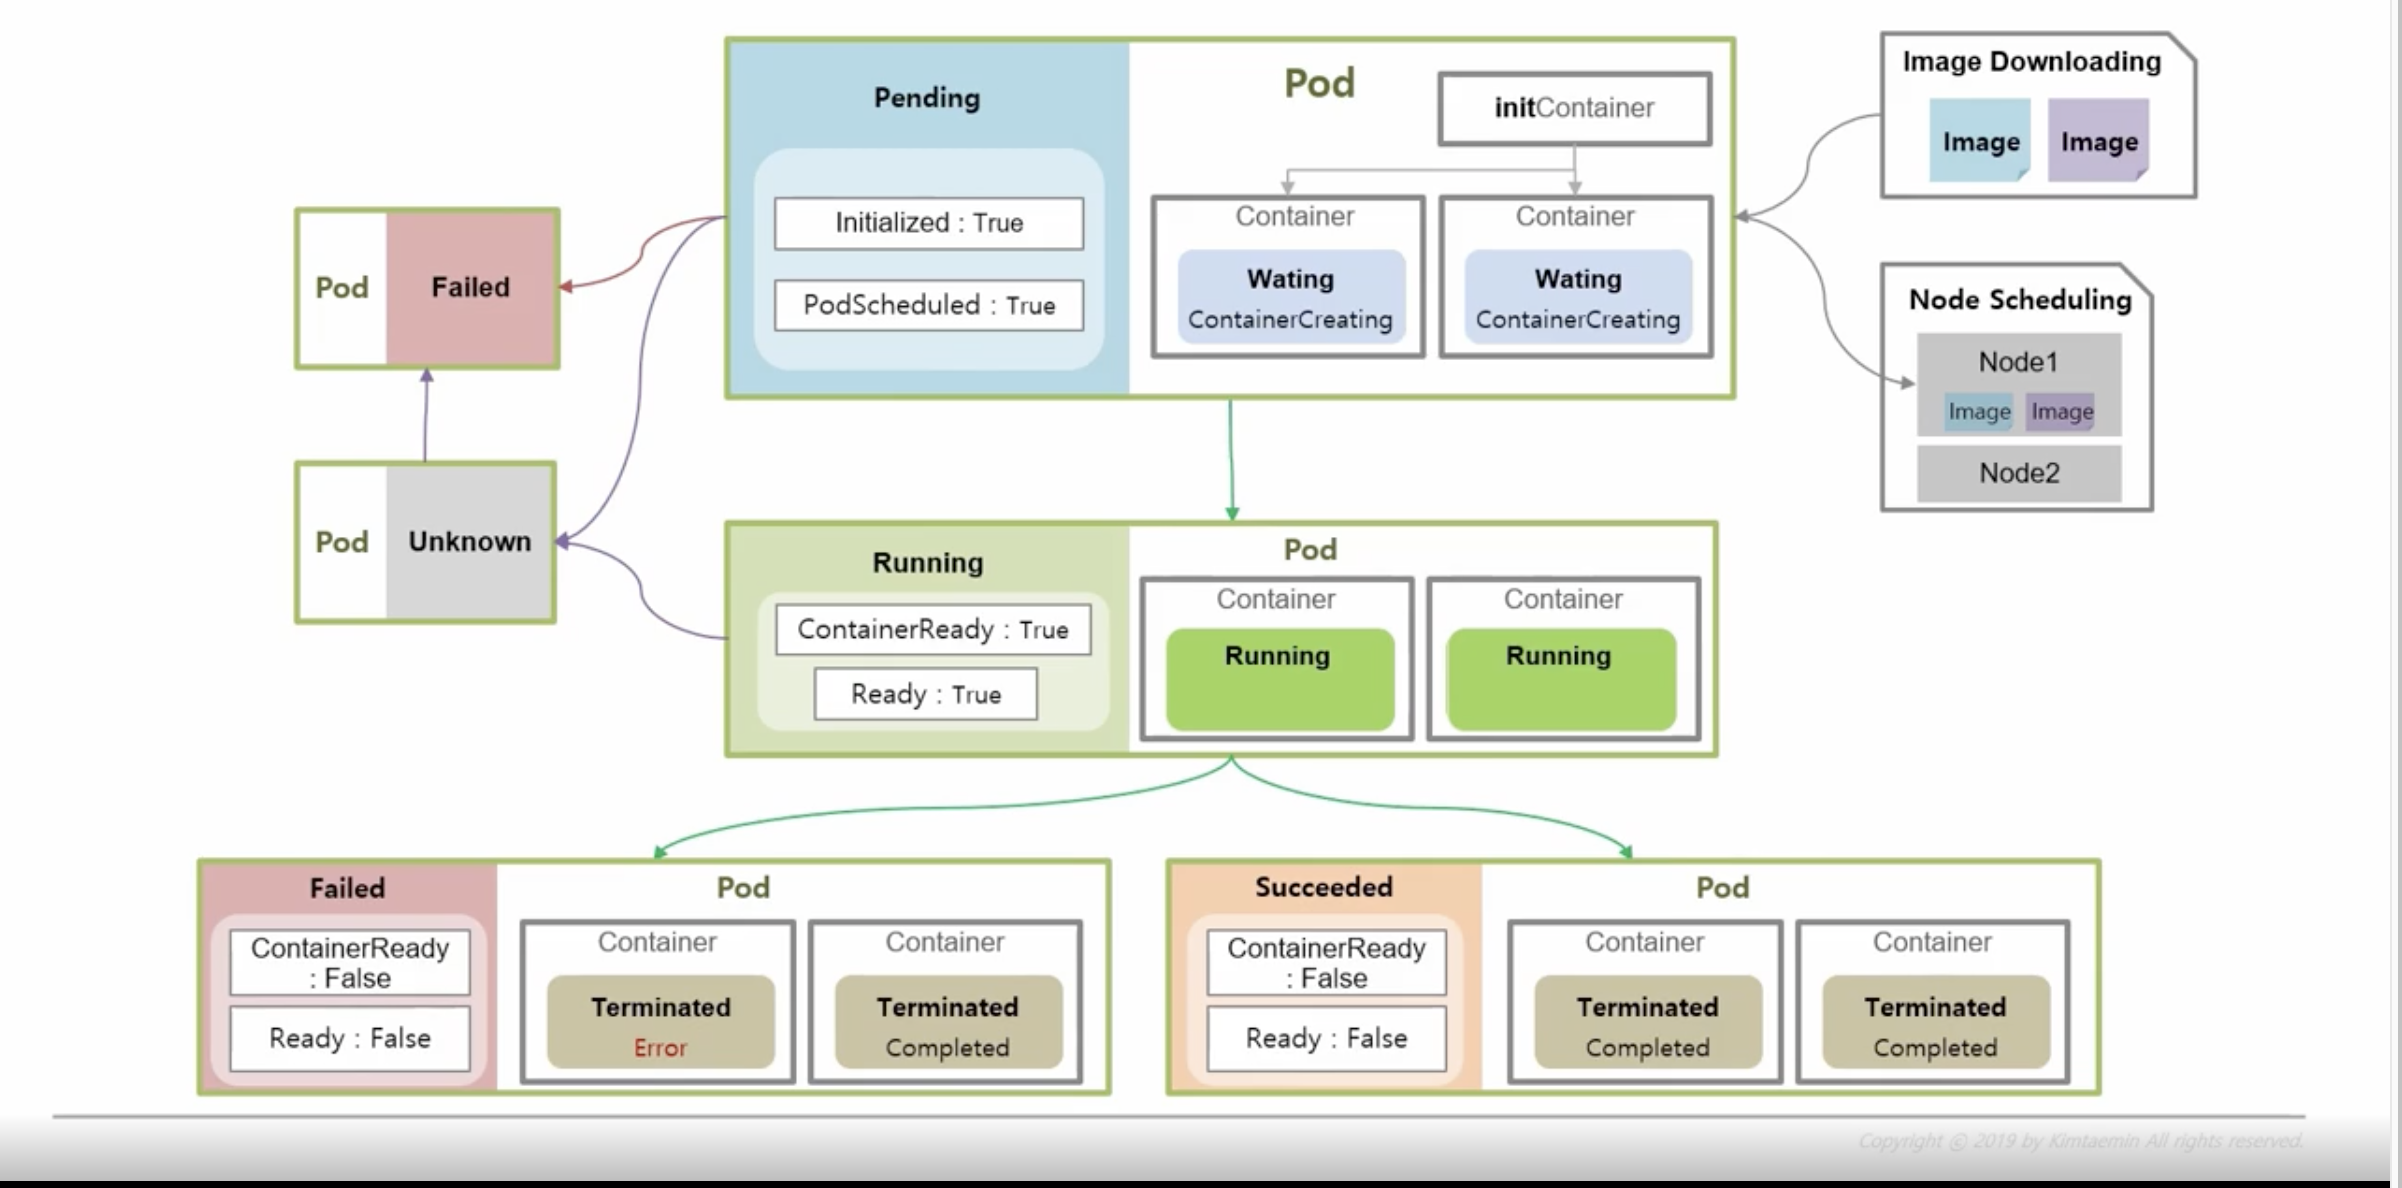 Pending
Pod
initContainer
Image Downloading
Image
Image
Initialized : True
PodScheduled : True
Container
Container
Wating
ContainerCreating
Wating
ContainerCreating
Pod
Failed
Node Scheduling
Node1
Image
Image
Node2
Pod
Unknown
Running
ContainerReady : True
Ready : True
Pod
Container
Container
Running
Running
Failed
ContainerReady
: False
Ready : False
Pod
Container
Container
Terminated
Error
Terminated
Completed
Succeeded
ContainerReady
: False
Ready : False
Pod
Container
Container
Terminated
Completed
Terminated
Completed
Copyright © 2019 by Kimtaemin All rights reserved.